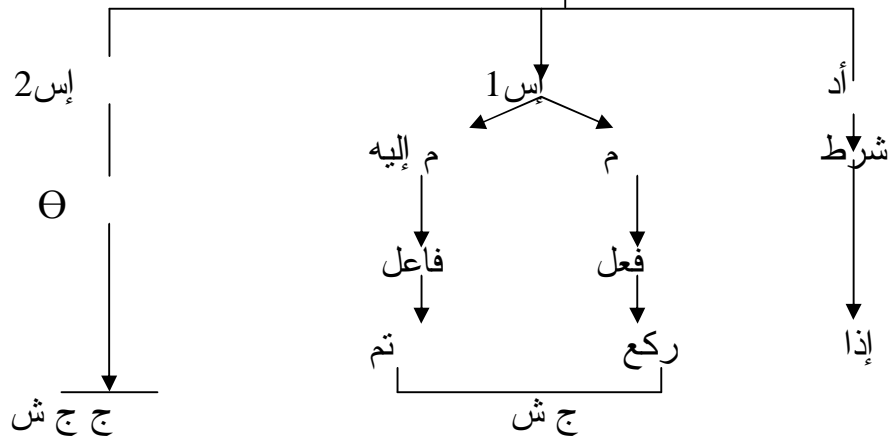 أد إس1 إس2
شرط م م إليه
Ө
فعل فاعل
إذا ركع تم
ج ش ج ج ش